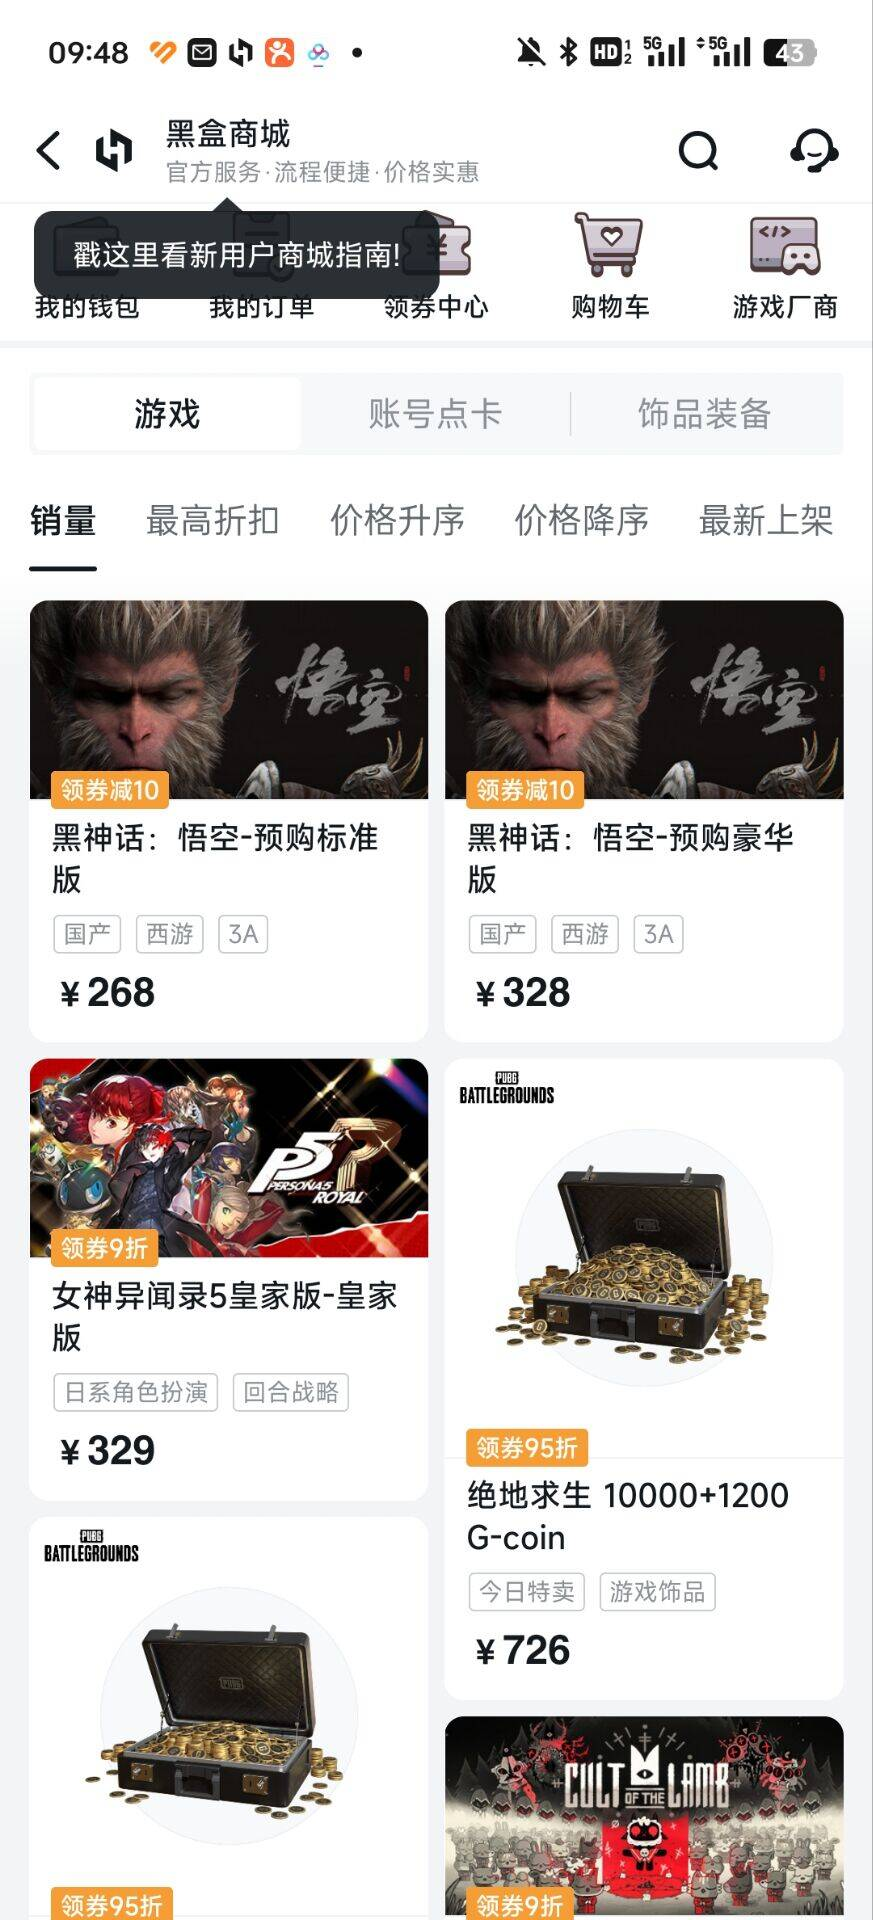 09:48
HD 1 2 5G 5G 43
黑盒商城
官方服务·流程便捷·价格实惠
戳这里看新用户商城指南!
我的钱包 我的订单 领券中心 购物车 游戏厂商
游戏 账号点卡 饰品装备
销量 最高折扣 价格升序 价格降序 最新上架
悟空
领券减10
黑神话：悟空-预购标准
版
国产 西游 3A
¥268
悟空
领券减10
黑神话：悟空-预购豪华
版
国产 西游 3A
¥328
P5R
PERSONA5
ROYAL
领券9折
女神异闻录5皇家版-皇家
版
日系角色扮演 回合战略
¥329
PUBG
BATTLEGROUNDS
领券95折
绝地求生 10000+1200
G-coin
今日特卖 游戏饰品
¥726
PUBG
BATTLEGROUNDS
领券95折
CULT OF THE LAMB
领券9折